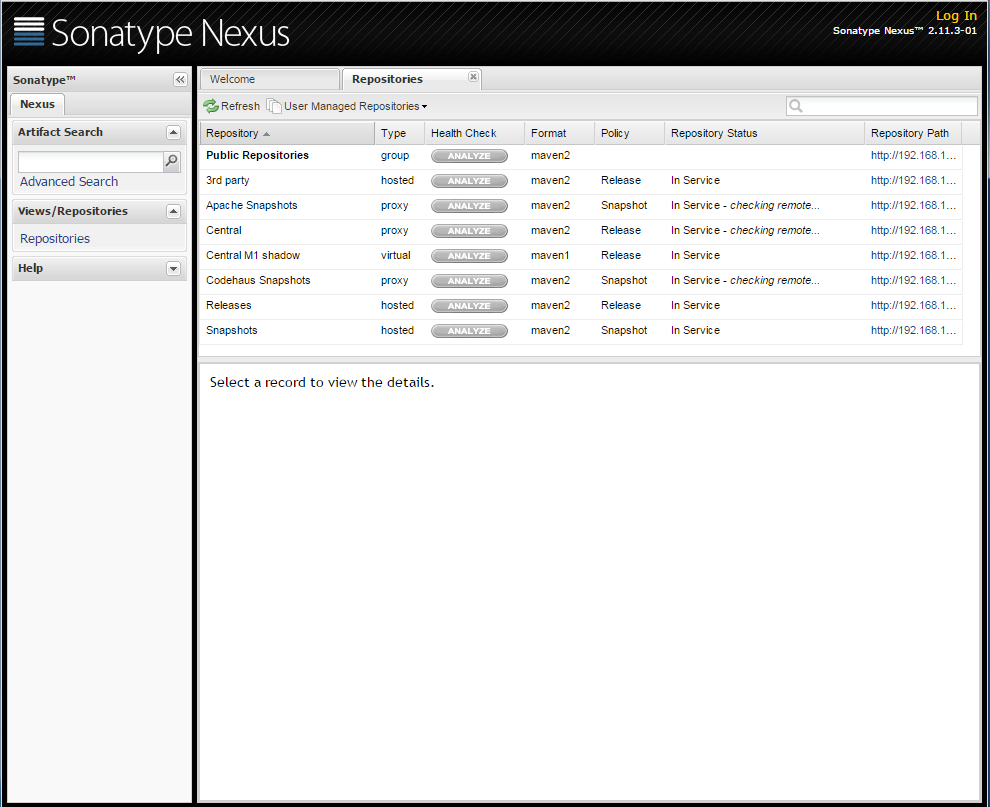 Sonatype Nexus
Log In
Sonatype Nexus™ 2.11.3-01
Sonatype™
Nexus
Artifact Search
Advanced Search
Views/Repositories
Repositories
Help
Welcome
Repositories
Refresh User Managed Repositories
Repository Type Health Check Format Policy Repository Status Repository Path
Public Repositories group ANALYZE maven2 http://192.168.1...
3rd party hosted ANALYZE maven2 Release In Service http://192.168.1...
Apache Snapshots proxy ANALYZE maven2 Snapshot In Service - checking remote... http://192.168.1...
Central proxy ANALYZE maven2 Release In Service - checking remote... http://192.168.1...
Central M1 shadow virtual ANALYZE maven1 Release In Service http://192.168.1...
Codehaus Snapshots proxy ANALYZE maven2 Snapshot In Service - checking remote... http://192.168.1...
Releases hosted ANALYZE maven2 Release In Service http://192.168.1...
Snapshots hosted ANALYZE maven2 Snapshot In Service http://192.168.1...
Select a record to view the details.